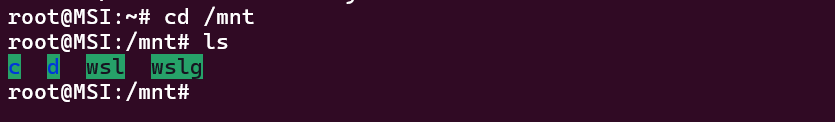 root@MSI:~# cd /mnt
root@MSI:/mnt# ls
c  d  wsl  wslg
root@MSI:/mnt#